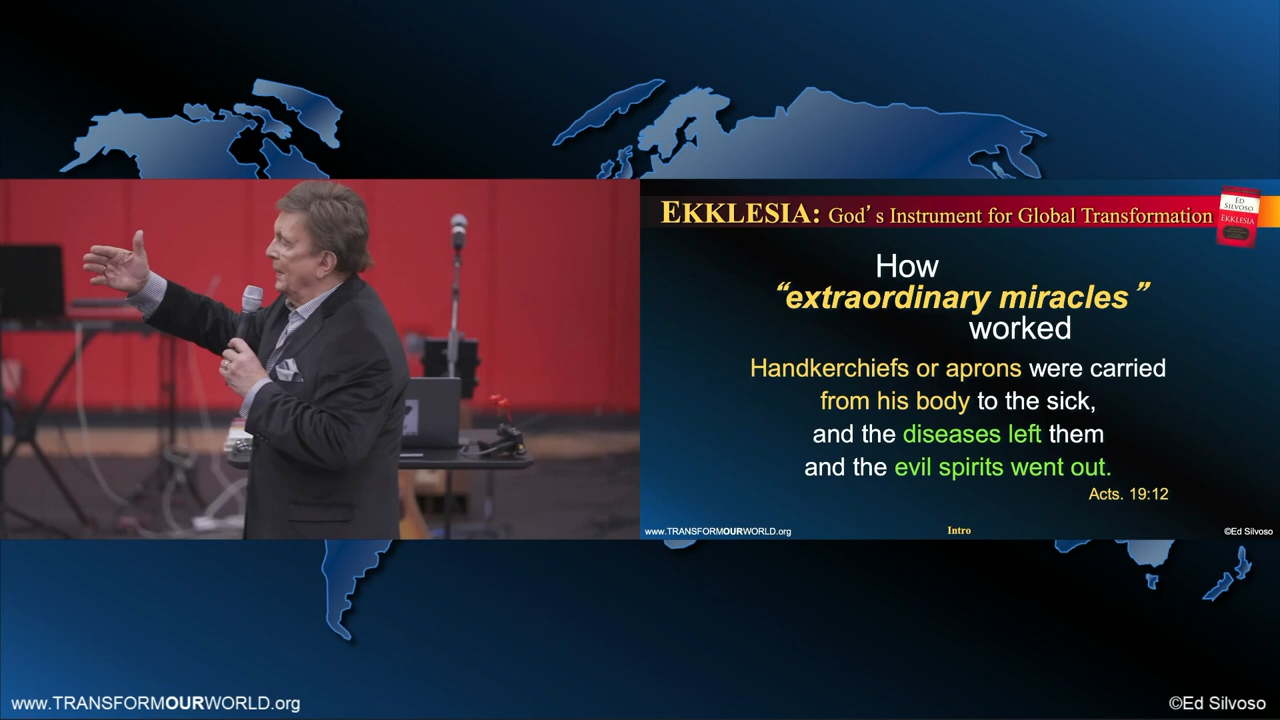 EKKLESIA: God's Instrument for Global Transformation
ED
SILVOSO
EKKLESIA
How
“extraordinary miracles”
worked
Handkerchiefs or aprons were carried
from his body to the sick,
and the diseases left them
and the evil spirits went out.
Acts. 19:12
www.TRANSFORMOURWORLD.org
Intro
©Ed Silvoso
www.TRANSFORMOURWORLD.org
©Ed Silvoso